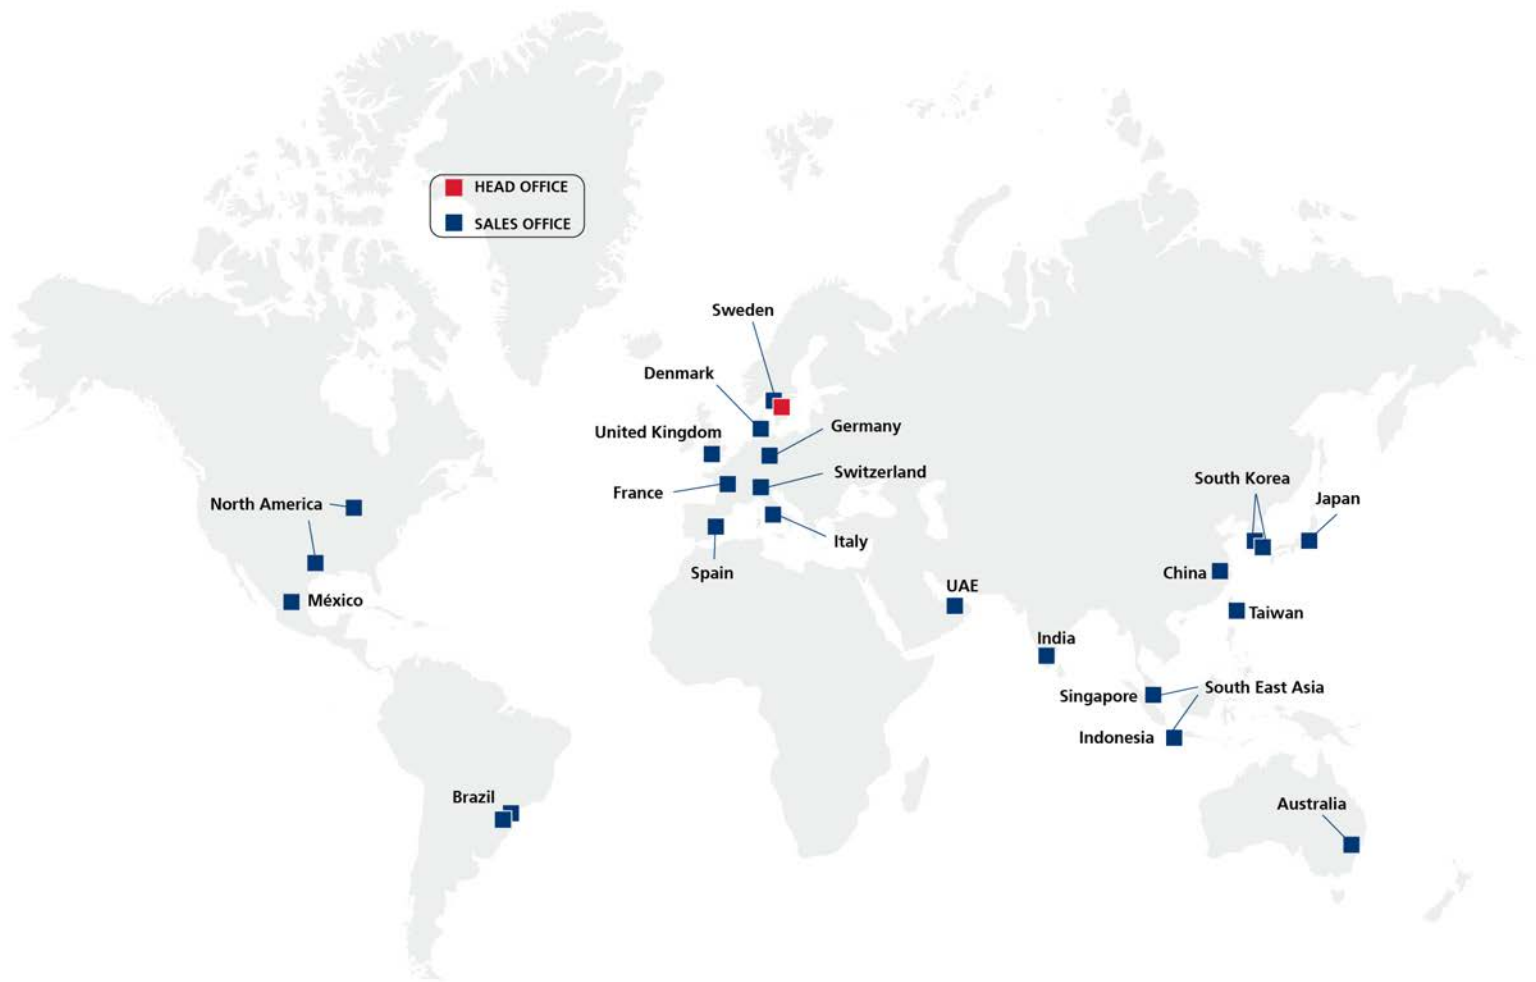 HEAD OFFICE
SALES OFFICE
Sweden
Denmark
Germany
United Kingdom
Switzerland
France
Italy
Spain
North America
México
Brazil
UAE
India
South Korea
Japan
China
Taiwan
South East Asia
Singapore
Indonesia
Australia